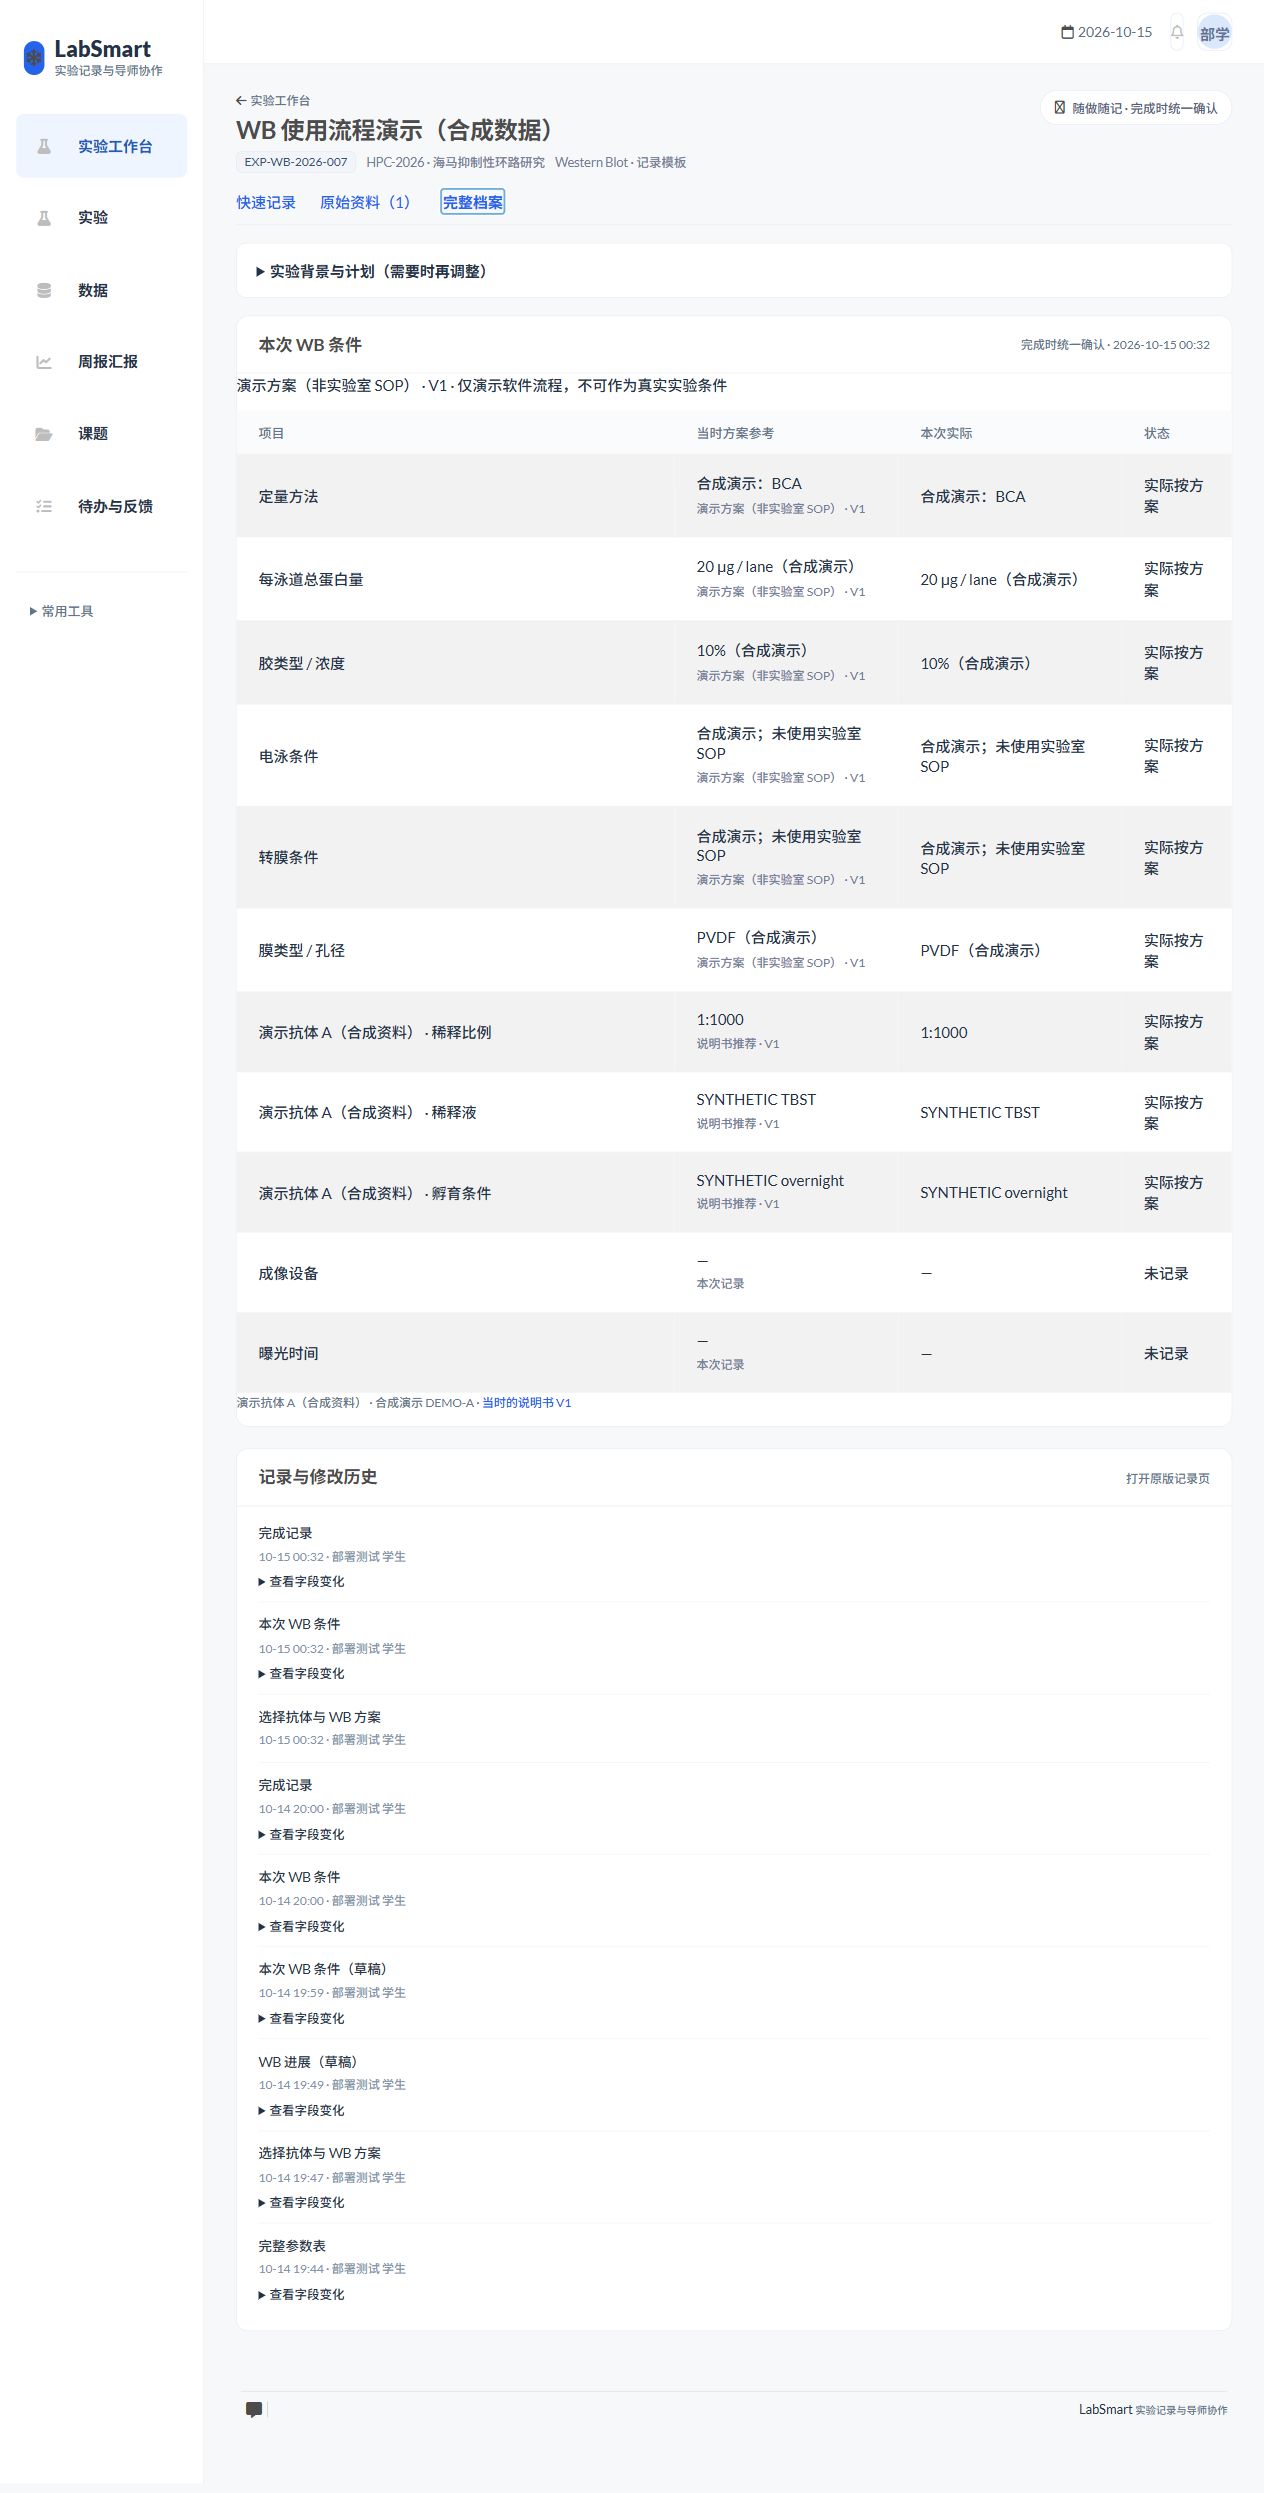 LabSmart
实验记录与导师协作
实验工作台
实验
数据
周报汇报
课题
待办与反馈
常用工具
2026-10-15
部学
实验工作台
随做随记 · 完成时统一确认
WB 使用流程演示（合成数据）
EXP-WB-2026-007 HPC-2026 · 海马抑制性环路研究 Western Blot · 记录模板
快速记录 原始资料（1） 完整档案
实验背景与计划（需要时再调整）
本次 WB 条件
完成时统一确认 · 2026-10-15 00:32
演示方案（非实验室 SOP） · V1 · 仅演示软件流程，不可作为真实实验条件
项目 当时方案参考 本次实际 状态
定量方法
合成演示：BCA
演示方案（非实验室 SOP） · V1
合成演示：BCA
实际按方
案
每泳道总蛋白量
20 µg / lane（合成演示）
演示方案（非实验室 SOP） · V1
20 µg / lane（合成演示）
实际按方
案
胶类型 / 浓度
10%（合成演示）
演示方案（非实验室 SOP） · V1
10%（合成演示）
实际按方
案
电泳条件
合成演示；未使用实验室
SOP
演示方案（非实验室 SOP） · V1
合成演示；未使用实验室
SOP
实际按方
案
转膜条件
合成演示；未使用实验室
SOP
演示方案（非实验室 SOP） · V1
合成演示；未使用实验室
SOP
实际按方
案
膜类型 / 孔径
PVDF（合成演示）
演示方案（非实验室 SOP） · V1
PVDF（合成演示）
实际按方
案
演示抗体 A（合成资料） · 稀释比例
1:1000
说明书推荐 · V1
1:1000
实际按方
案
演示抗体 A（合成资料） · 稀释液
SYNTHETIC TBST
说明书推荐 · V1
SYNTHETIC TBST
实际按方
案
演示抗体 A（合成资料） · 孵育条件
SYNTHETIC overnight
说明书推荐 · V1
SYNTHETIC overnight
实际按方
案
成像设备
—
本次记录
—
未记录
曝光时间
—
本次记录
—
未记录
演示抗体 A（合成资料） · 合成演示 DEMO-A · 当时的说明书 V1
记录与修改历史
打开原版记录页
完成记录
10-15 00:32 · 部署测试 学生
查看字段变化
本次 WB 条件
10-15 00:32 · 部署测试 学生
查看字段变化
选择抗体与 WB 方案
10-15 00:32 · 部署测试 学生
完成记录
10-14 20:00 · 部署测试 学生
查看字段变化
本次 WB 条件
10-14 20:00 · 部署测试 学生
查看字段变化
本次 WB 条件（草稿）
10-14 19:59 · 部署测试 学生
查看字段变化
WB 进展（草稿）
10-14 19:49 · 部署测试 学生
查看字段变化
选择抗体与 WB 方案
10-14 19:47 · 部署测试 学生
查看字段变化
完整参数表
10-14 19:44 · 部署测试 学生
查看字段变化
LabSmart 实验记录与导师协作